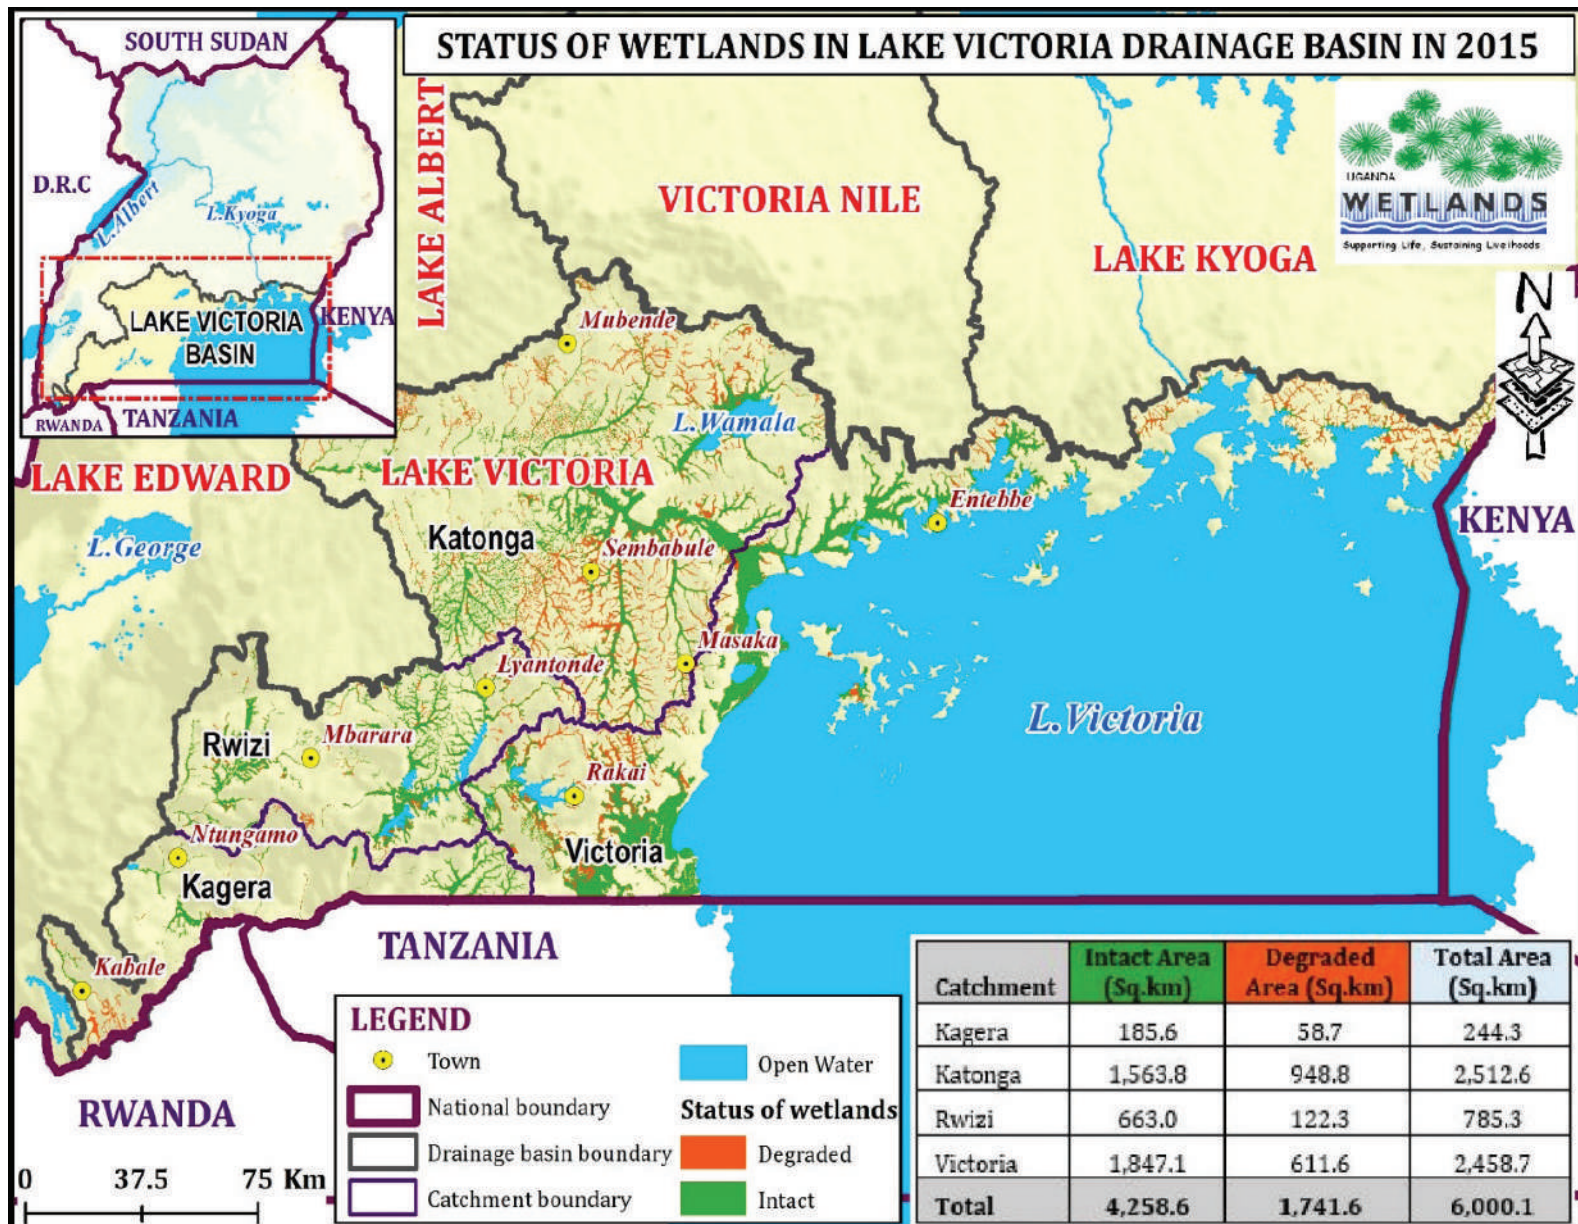 STATUS OF WETLANDS IN LAKE VICTORIA DRAINAGE BASIN IN 2015
SOUTH SUDAN
D.R.C
L.Albert
L.Kyoga
LAKE VICTORIA
BASIN
KENYA
TANZANIA
RWANDA
LAKE ALBERT
VICTORIA NILE
LAKE KYOGA
UGANDA
WETLANDS
Supporting Life, Sustaining Livelihoods
N
Mubende
L.Wamala
LAKE EDWARD
LAKE VICTORIA
Entebbe
KENYA
Katonga
L.George
Sembabule
Masaka
Lyantonde
L.Victoria
Rwizi
Mbarara
Rakai
Ntungamo
Victoria
Kagera
TANZANIA
Kabale
RWANDA
0 37.5 75 Km
LEGEND
Town
National boundary
Drainage basin boundary
Catchment boundary
Open Water
Status of wetlands
Degraded
Intact
Catchment Intact Area (Sq.km) Degraded Area (Sq.km) Total Area (Sq.km)
Kagera 185.6 58.7 244.3
Katonga 1,563.8 948.8 2,512.6
Rwizi 663.0 122.3 785.3
Victoria 1,847.1 611.6 2,458.7
Total 4,258.6 1,741.6 6,000.1